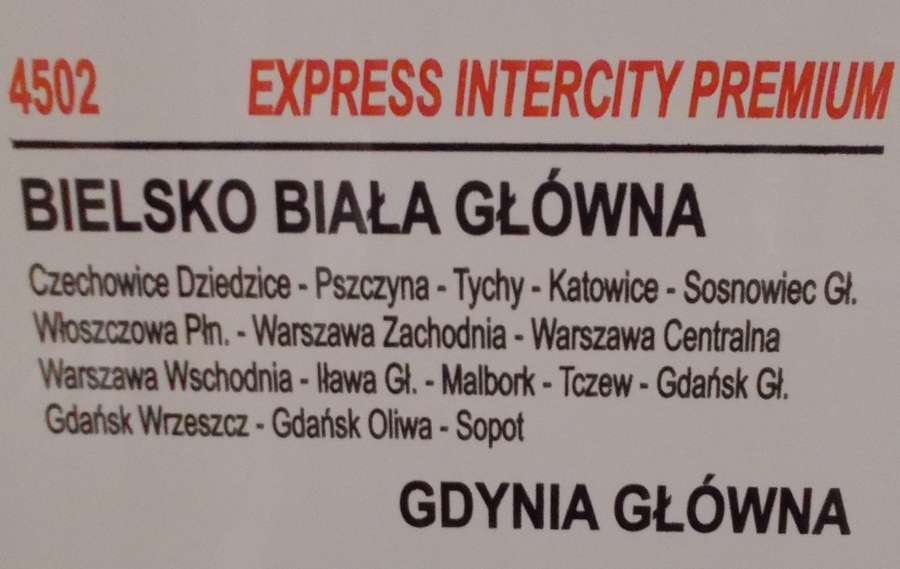 4502 EXPRESS INTERCITY PREMIUM
BIELSKO BIAŁA GŁÓWNA
Czechowice Dziedzice - Pszczyna - Tychy - Katowice - Sosnowiec Gł.
Włoszczowa Płn. - Warszawa Zachodnia - Warszawa Centralna
Warszawa Wschodnia - Iława Gł. - Malbork - Tczew - Gdańsk Gł.
Gdańsk Wrzeszcz - Gdańsk Oliwa - Sopot
GDYNIA GŁÓWNA